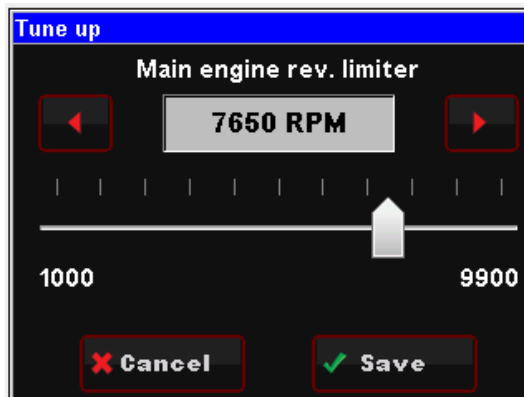 Tune up
Main engine rev. limiter
7650 RPM
1000 9900
Cancel Save